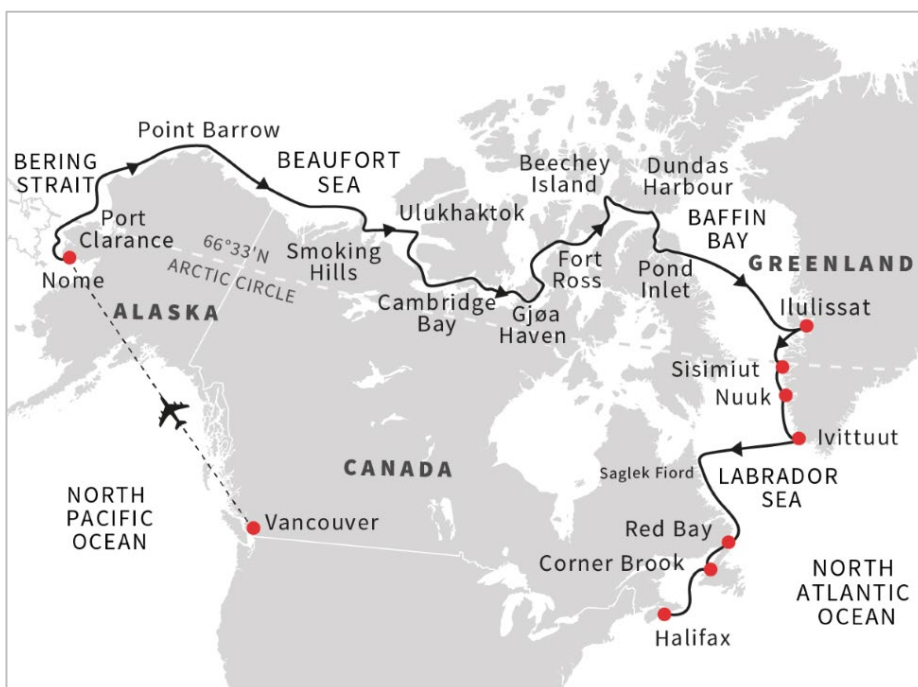 Point Barrow
BERING
STRAIT
BEAUFORT
SEA
Beechey
Island
Dundas
Harbour
Port
Clarance
Ulukhaktok
BAFFIN
BAY
66°33'N
ARCTIC CIRCLE
Smoking
Hills
Fort
Ross
Pond
Inlet
GREENLAND
Nome
ALASKA
Cambridge
Bay
Gjøa
Haven
Ilulissat
Sisimiut
Nuuk
Ivittuut
CANADA
Saglek Fiord
LABRADOR
SEA
NORTH
PACIFIC
OCEAN
Vancouver
Red Bay
Corner Brook
NORTH
ATLANTIC
OCEAN
Halifax